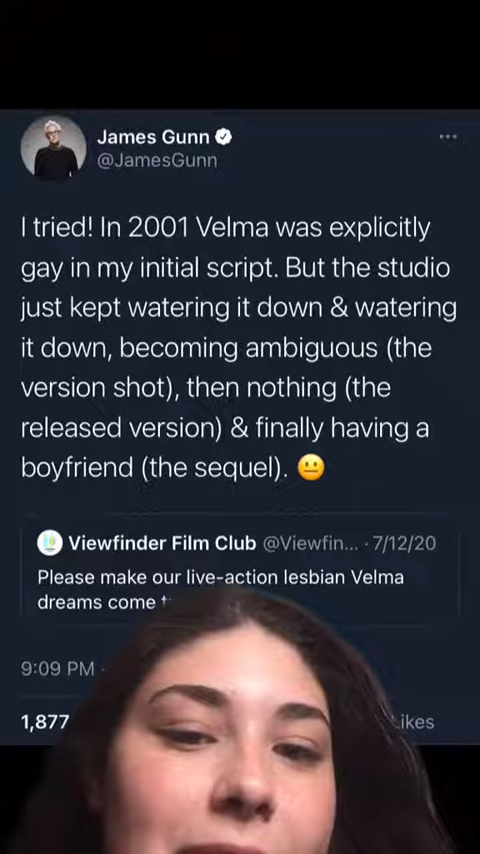 James Gunn
@JamesGunn
I tried! In 2001 Velma was explicitly
gay in my initial script. But the studio
just kept watering it down & watering
it down, becoming ambiguous (the
version shot), then nothing (the
released version) & finally having a
boyfriend (the sequel). 😐
Viewfinder Film Club @Viewfin... · 7/12/20
Please make our live-action lesbian Velma
dreams come
9:09 PM ·
1,877